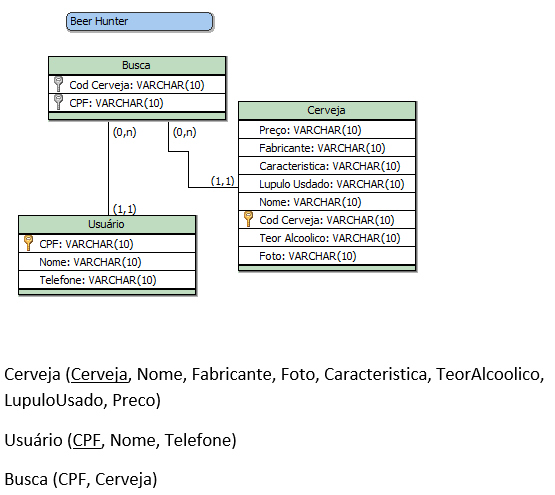 Beer Hunter
Busca
Cod Cerveja: VARCHAR(10)
CPF: VARCHAR(10)
(0,n)
(0,n)
(1,1)
(1,1)
Cerveja
Preço: VARCHAR(10)
Fabricante: VARCHAR(10)
Caracteristica: VARCHAR(10)
Lupulo Usdado: VARCHAR(10)
Nome: VARCHAR(10)
Cod Cerveja: VARCHAR(10)
Teor Alcoolico: VARCHAR(10)
Foto: VARCHAR(10)
Usuário
CPF: VARCHAR(10)
Nome: VARCHAR(10)
Telefone: VARCHAR(10)
Cerveja (Cerveja, Nome, Fabricante, Foto, Caracteristica, TeorAlcoolico,
LupuloUsado, Preco)
Usuário (CPF, Nome, Telefone)
Busca (CPF, Cerveja)